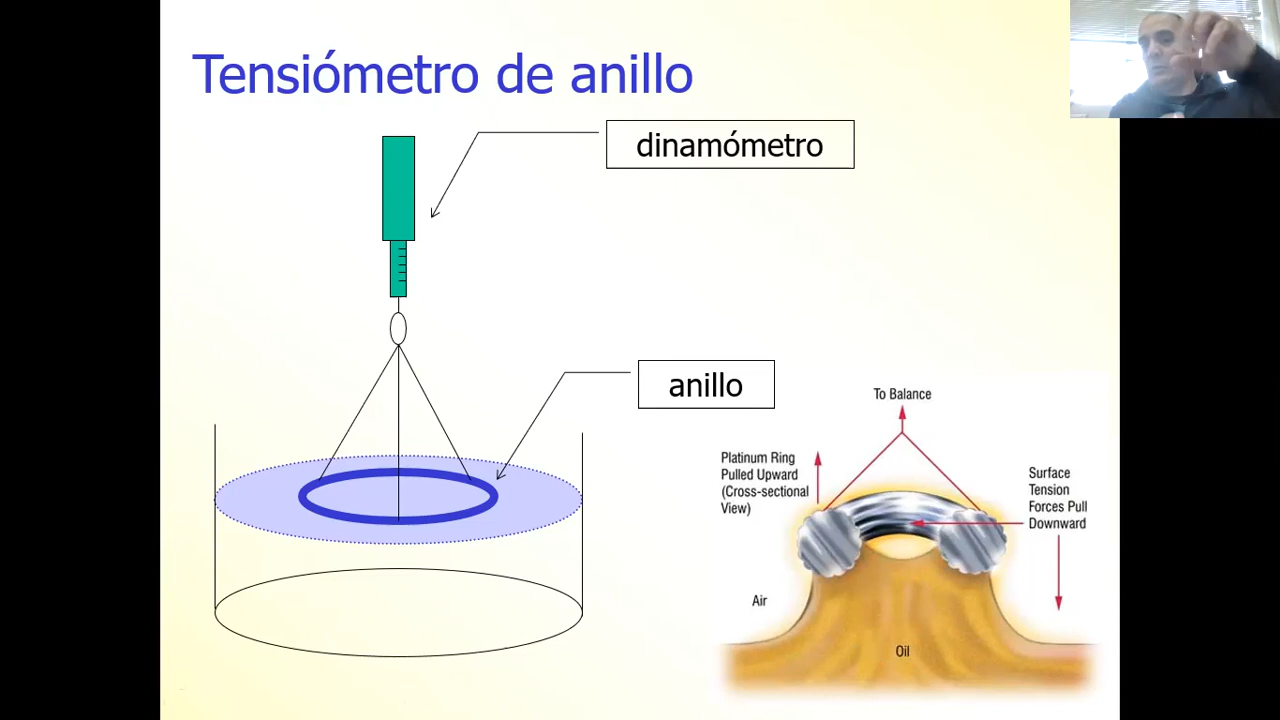 Tensiómetro de anillo
dinamómetro
anillo
To Balance
Platinum Ring
Pulled Upward
(Cross-sectional
View)
Surface
Tension
Forces Pull
Downward
Air
Oil